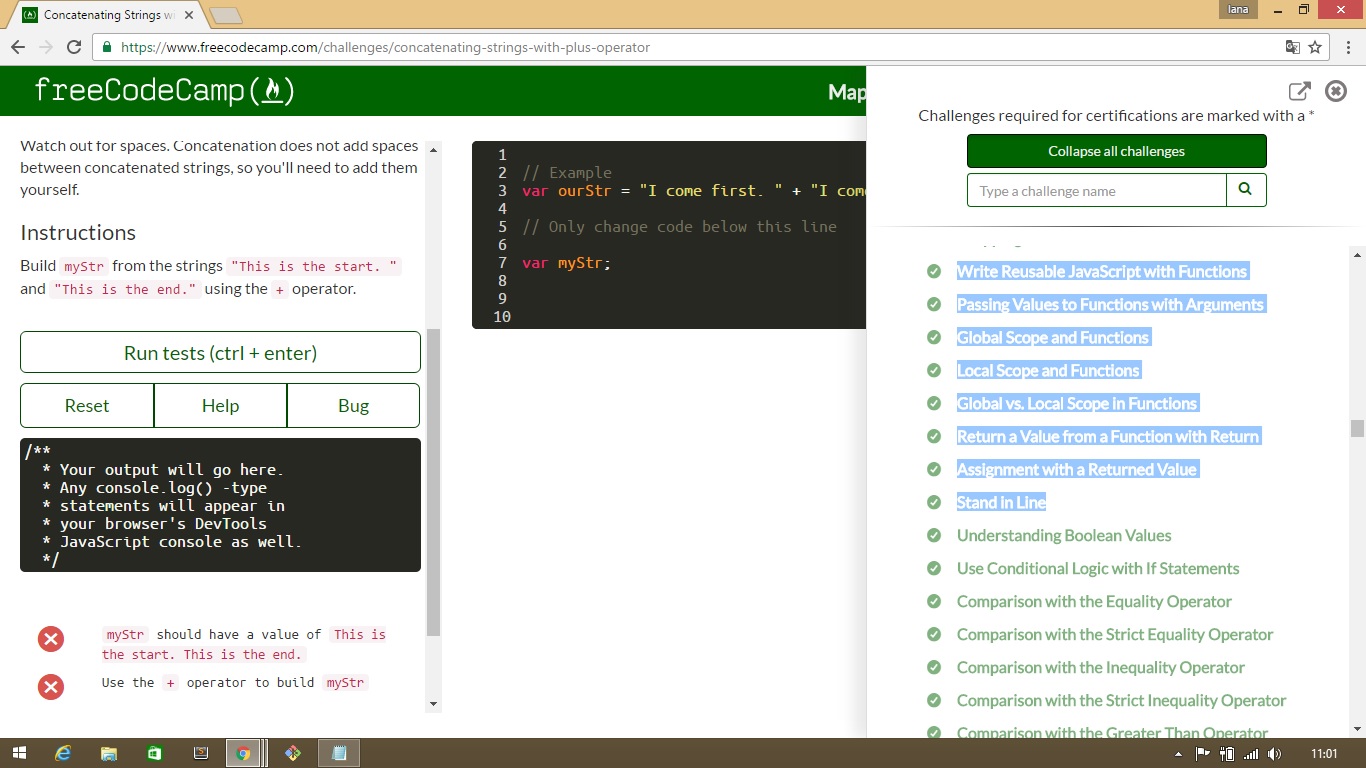 Concatenating Strings w
Iana
https://www.freecodecamp.com/challenges/concatenating-strings-with-plus-operator
freeCodeCamp(🔥)
Map
Watch out for spaces. Concatenation does not add spaces
between concatenated strings, so you'll need to add them
yourself.
Instructions
Build myStr from the strings "This is the start. "
and "This is the end." using the + operator.
Run tests (ctrl + enter)
Reset Help Bug
/**
* Your output will go here.
* Any console.log() -type
* statements will appear in
* your browser's DevTools
* JavaScript console as well.
*/
myStr should have a value of This is
the start. This is the end.
Use the + operator to build myStr
1
2 // Example
3 var ourStr = "I come first. " + "I com
4
5 // Only change code below this line
6
7 var myStr;
8
9
10
Challenges required for certifications are marked with a *
Collapse all challenges
Type a challenge name
Write Reusable JavaScript with Functions
Passing Values to Functions with Arguments
Global Scope and Functions
Local Scope and Functions
Global vs. Local Scope in Functions
Return a Value from a Function with Return
Assignment with a Returned Value
Stand in Line
Understanding Boolean Values
Use Conditional Logic with If Statements
Comparison with the Equality Operator
Comparison with the Strict Equality Operator
Comparison with the Inequality Operator
Comparison with the Strict Inequality Operator
Comparison with the Greater Than Operator
11:01